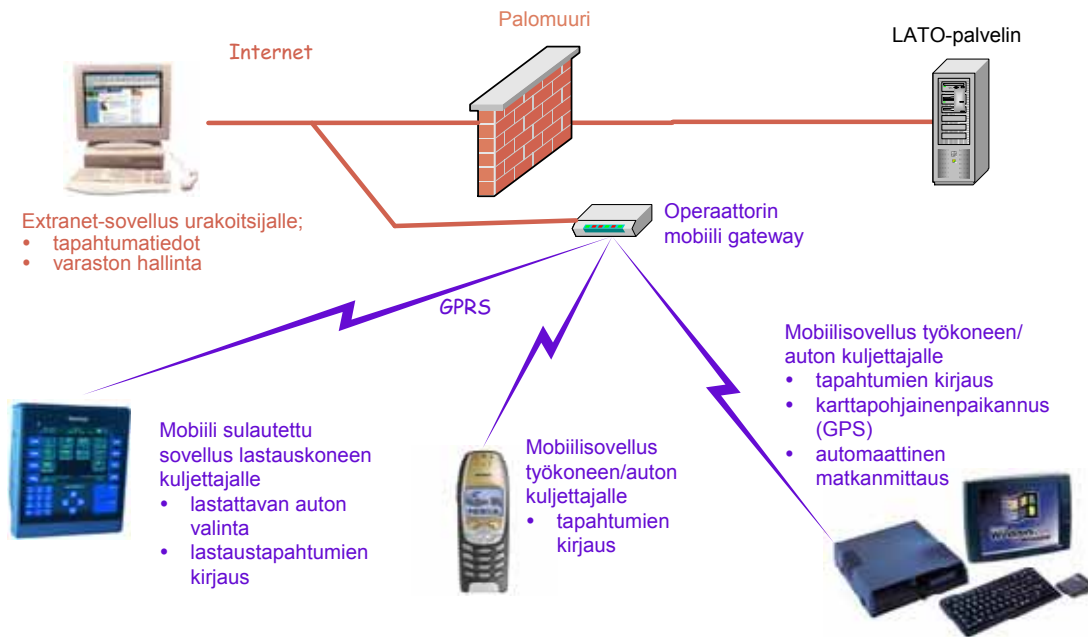 Palomuuri
Internet
LATO-palvelin
Extranet-sovellus urakoitsijalle;
• tapahtumatiedot
• varaston hallinta
Operaattorin
mobiili gateway
GPRS
Mobiilisovellus työkoneen/
auton kuljettajalle
• tapahtumien kirjaus
• karttapohjainenpaikannus
(GPS)
• automaattinen
matkanmittaus
Mobiili sulautettu
sovellus lastauskoneen
kuljettajalle
• lastattavan auton
valinta
• lastaustapahtumien
kirjaus
Mobiilisovellus
työkoneen/auton
kuljettajalle
• tapahtumien
kirjaus